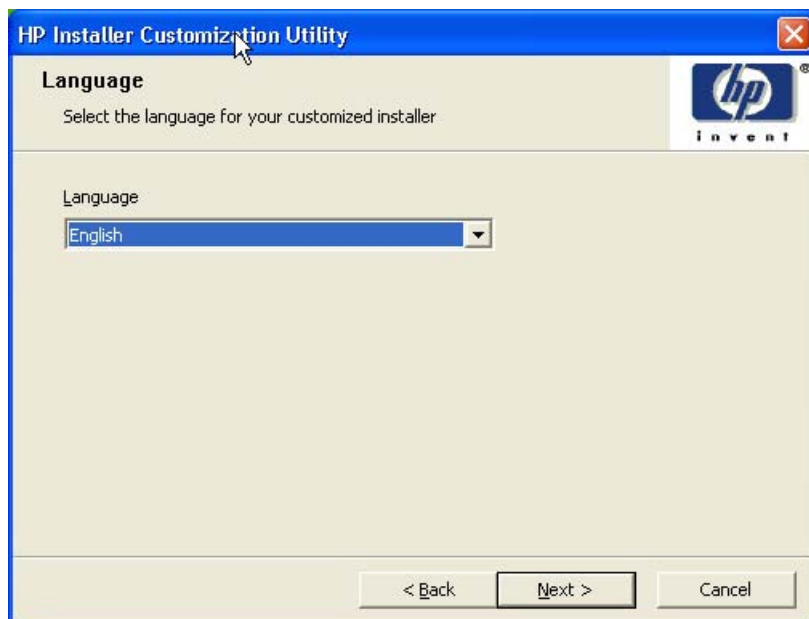 HP Installer Customization Utility
Language
Select the language for your customized installer
hp
®
invent
Language
English
< Back
Next >
Cancel